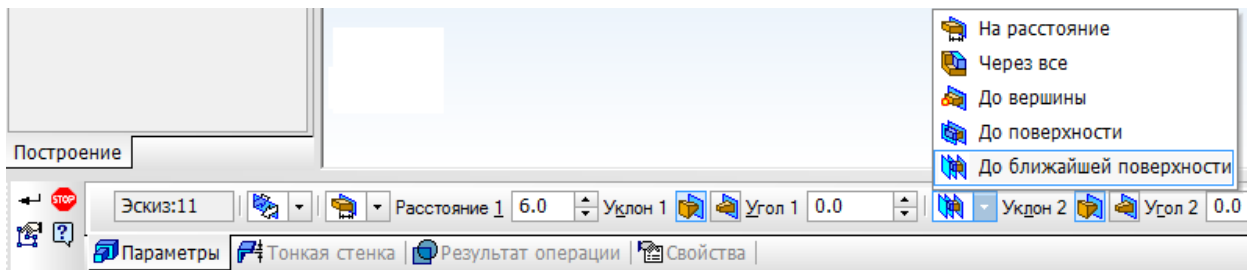 На расстояние
Через все
До вершины
До поверхности
До ближайшей поверхности
Построение
STOP Эскиз:11 Расстояние 1 6.0 Уклон 1 Угол 1 0.0 Уклон 2 Угол 2 0.0
Параметры Тонкая стенка Результат операции Свойства